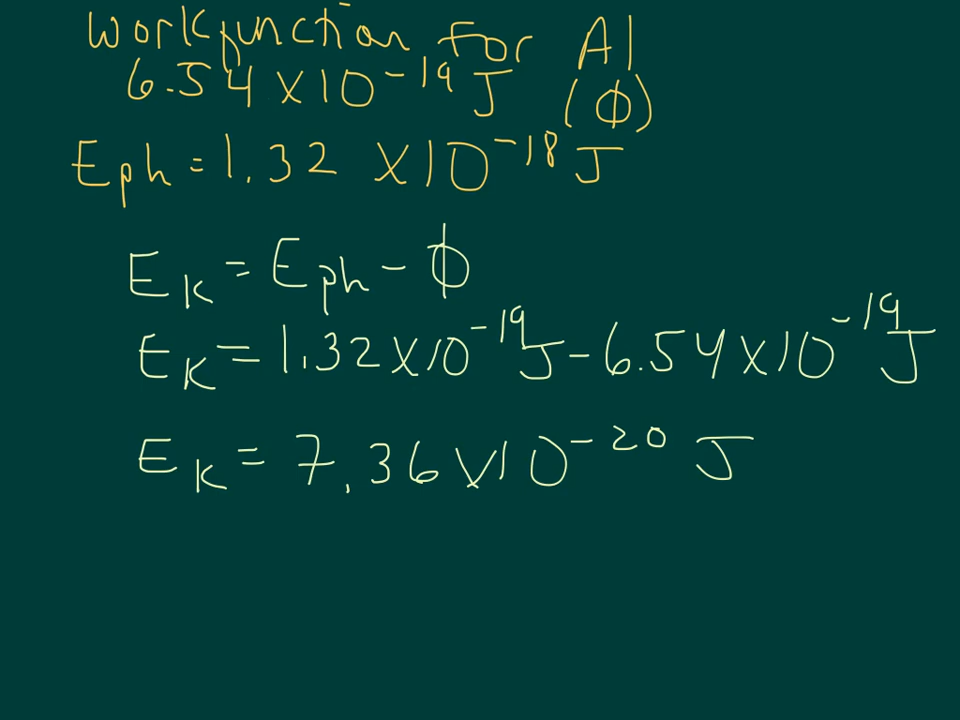 Workfunction For Al
6.54 x 10⁻¹⁹ J (ϕ)
Eph = 1.32 x 10⁻¹⁸ J
Eₖ = Eph - ϕ
Eₖ = 1.32 x 10⁻¹⁹ J - 6.54 x 10⁻¹⁹ J
Eₖ = 7.36 x 10⁻²⁰ J